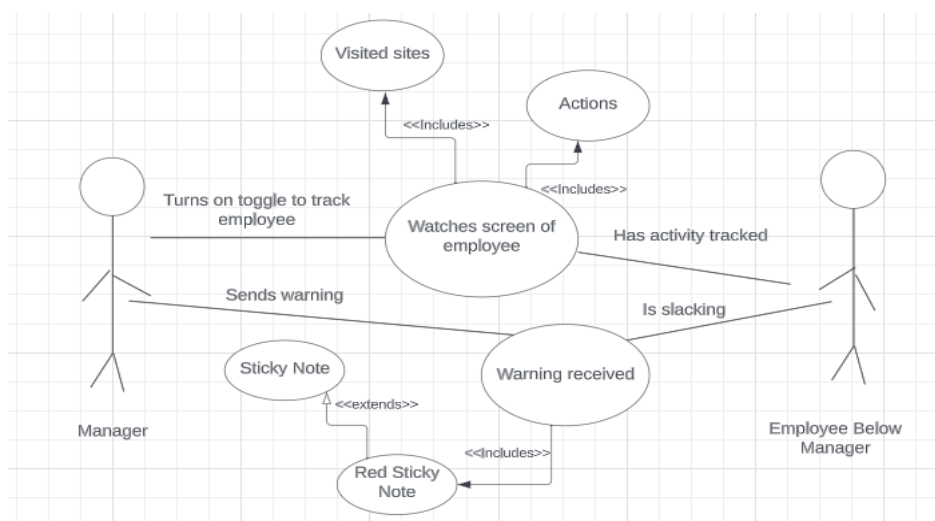 Visited sites
Actions
<<Includes>>
<<Includes>>
Turns on toggle to track
employee
Watches screen of
employee
Has activity tracked
Sends warning
Is slacking
Sticky Note
Warning received
<<extends>>
Manager
Employee Below
Manager
<<Includes>>
Red Sticky
Note